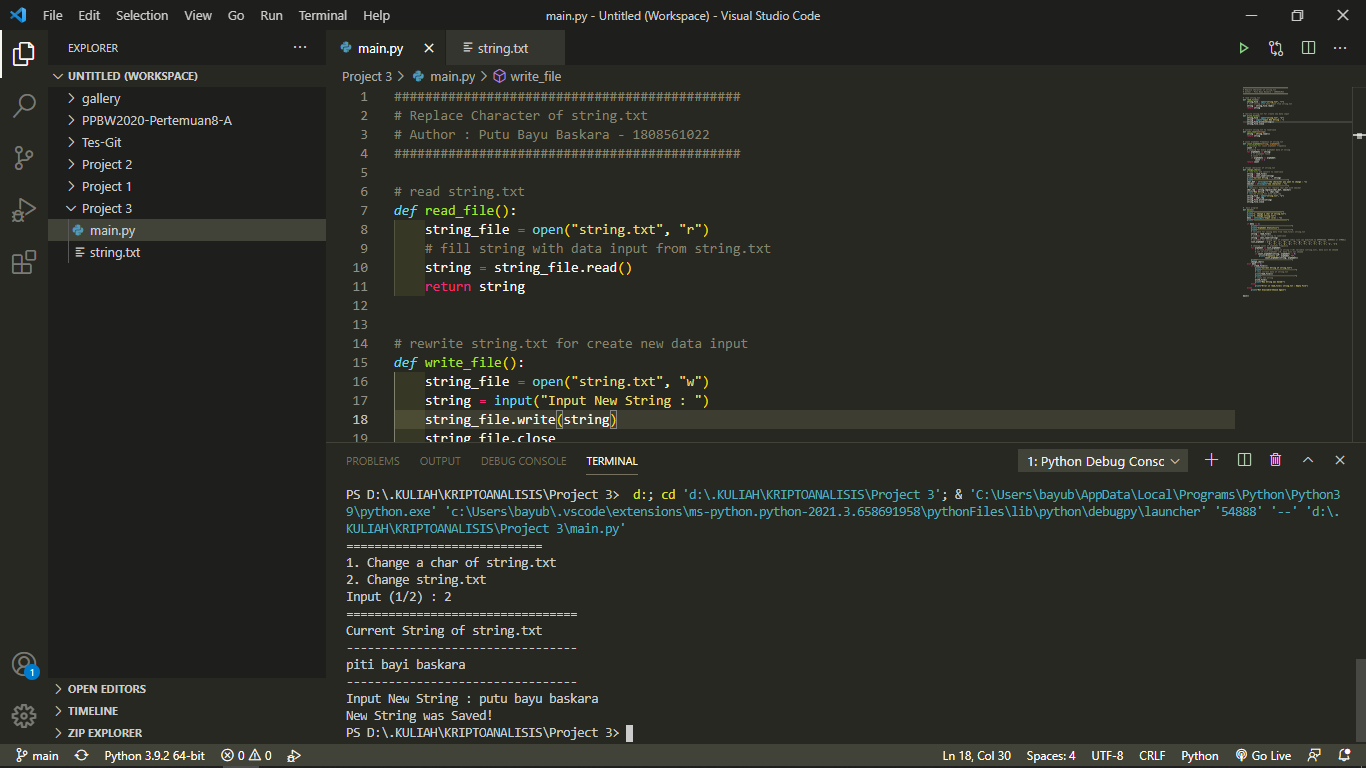 File Edit Selection View Go Run Terminal Help main.py - Untitled (Workspace) - Visual Studio Code
EXPLORER
UNTITLED (WORKSPACE)
gallery
PPBW2020-Pertemuan8-A
Tes-Git
Project 2
Project 1
Project 3
main.py
string.txt
OPEN EDITORS
TIMELINE
ZIP EXPLORER
1
main.py string.txt
Project 3 > main.py > write_file
1 #############################################
2 # Replace Character of string.txt
3 # Author : Putu Bayu Baskara - 1808561022
4 #############################################
5
6 # read string.txt
7 def read_file():
8 string_file = open("string.txt", "r")
9 # fill string with data input from string.txt
10 string = string_file.read()
11 return string
12
13
14 # rewrite string.txt for create new data input
15 def write_file():
16 string_file = open("string.txt", "w")
17 string = input("Input New String : ")
18 string_file.write(string)
19 string_file.close
PROBLEMS OUTPUT DEBUG CONSOLE TERMINAL 1: Python Debug Consc
PS D:\.KULIAH\KRIPTOANALISIS\Project 3>  d:; cd 'd:\.KULIAH\KRIPTOANALISIS\Project 3'; & 'C:\Users\bayub\AppData\Local\Programs\Python\Python3
9\python.exe' 'c:\Users\bayub\.vscode\extensions\ms-python.python-2021.3.658691958\pythonFiles\lib\python\debugpy\launcher' '54888' '--' 'd:\.
KULIAH\KRIPTOANALISIS\Project 3\main.py'
============================
1. Change a char of string.txt
2. Change string.txt
Input (1/2) : 2
=================================
Current String of string.txt
---------------------------------
piti bayi baskara
---------------------------------
Input New String : putu bayu baskara
New String was Saved!
PS D:\.KULIAH\KRIPTOANALISIS\Project 3>
main Python 3.9.2 64-bit 0 0 Ln 18, Col 30 Spaces: 4 UTF-8 CRLF Python Go Live